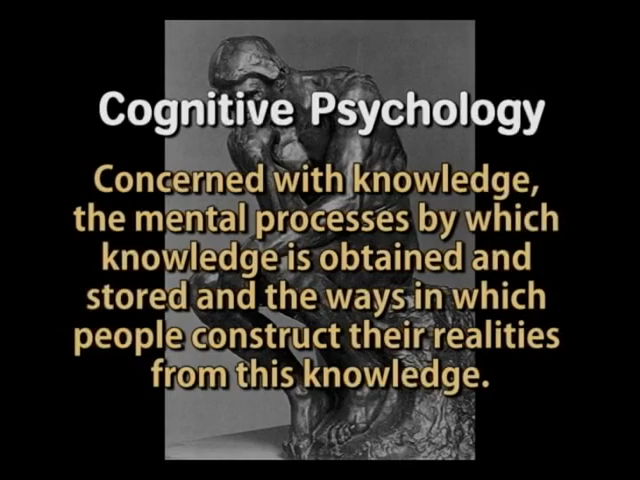 Cognitive Psychology
Concerned with knowledge,
the mental processes by which
knowledge is obtained and
stored and the ways in which
people construct their realities
from this knowledge.